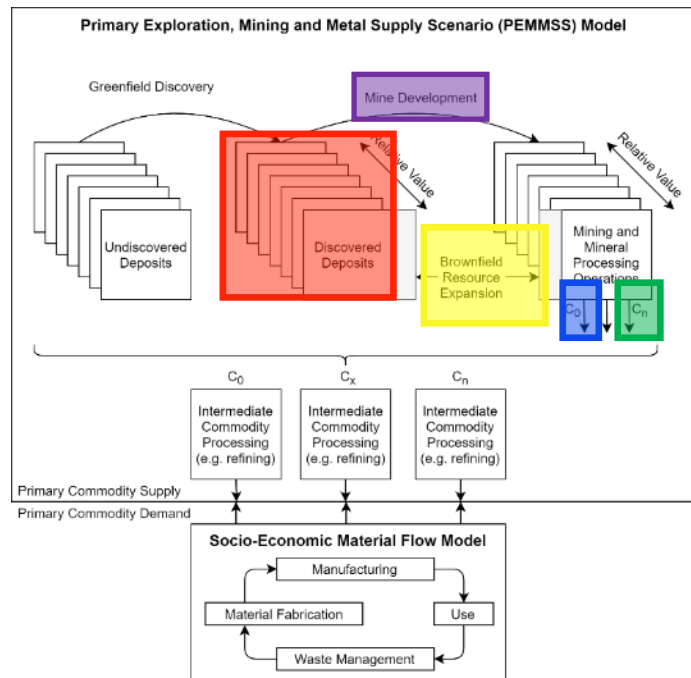 Primary Exploration, Mining and Metal Supply Scenario (PEMMSS) Model
Greenfield Discovery
Mine Development
Relative Value
Relative Value
Undiscovered
Deposits
Discovered
Deposits
Brownfield
Resource
Expansion
Mining and
Mineral
Processing
Operations
C0
Cn
C0
Cx
Cn
Intermediate
Commodity
Processing
(e.g. refining)
Intermediate
Commodity
Processing
(e.g. refining)
Intermediate
Commodity
Processing
(e.g. refining)
Primary Commodity Supply
Primary Commodity Demand
Socio-Economic Material Flow Model
Manufacturing
Material Fabrication
Use
Waste Management